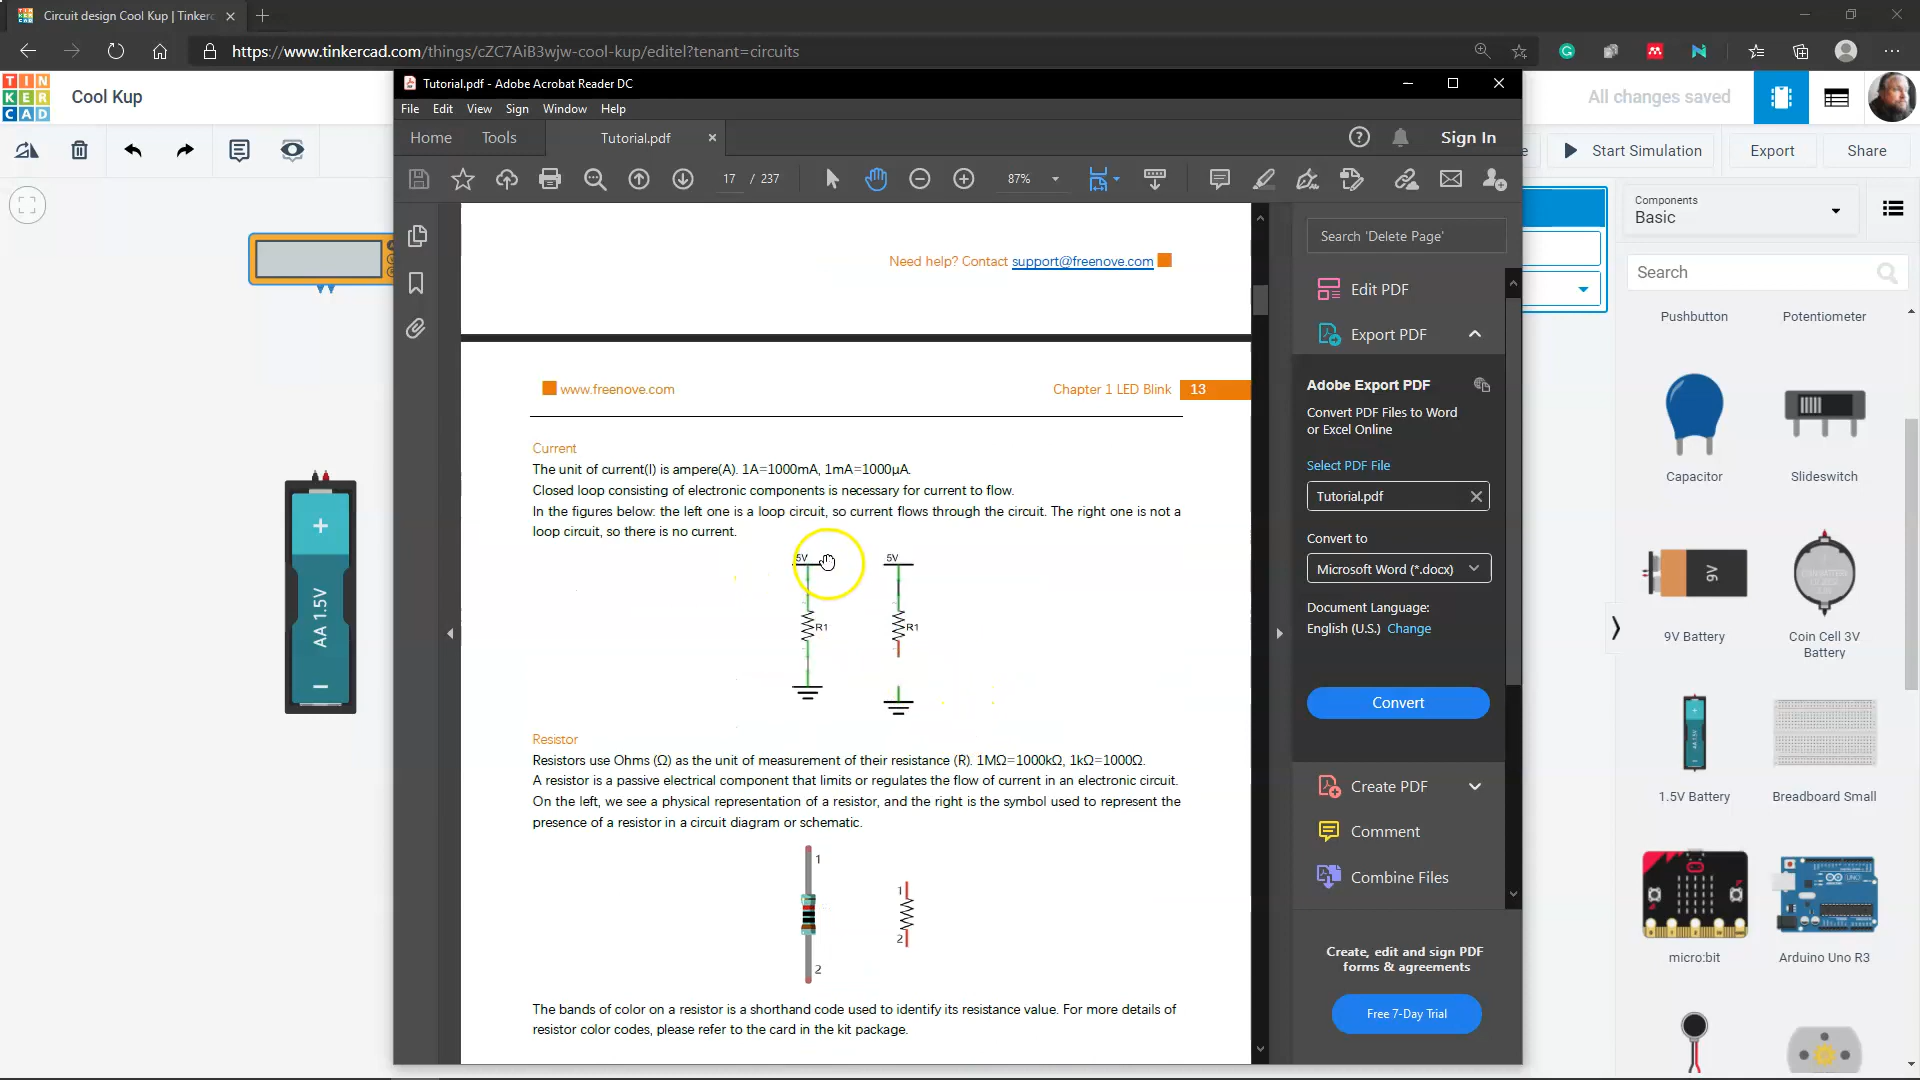 Circuit design Cool Kup | Tinkerc
https://www.tinkercad.com/things/cZC7AiB3wjw-cool-kup/editel?tenant=circuits
TIN
KER
CAD
Cool Kup
All changes saved
Start Simulation
Export
Share
Tutorial.pdf - Adobe Acrobat Reader DC
File Edit View Sign Window Help
Home Tools Tutorial.pdf
Sign In
17 / 237
87%
Need help? Contact support@freenove.com
www.freenove.com
Chapter 1 LED Blink 13
Current
The unit of current(I) is ampere(A). 1A=1000mA, 1mA=1000μA.
Closed loop consisting of electronic components is necessary for current to flow.
In the figures below: the left one is a loop circuit, so current flows through the circuit. The right one is not a
loop circuit, so there is no current.
5V
5V
R1
R1
Resistor
Resistors use Ohms (Ω) as the unit of measurement of their resistance (R). 1MΩ=1000kΩ, 1kΩ=1000Ω.
A resistor is a passive electrical component that limits or regulates the flow of current in an electronic circuit.
On the left, we see a physical representation of a resistor, and the right is the symbol used to represent the
presence of a resistor in a circuit diagram or schematic.
1
1
2
2
The bands of color on a resistor is a shorthand code used to identify its resistance value. For more details of
resistor color codes, please refer to the card in the kit package.
Search 'Delete Page'
Edit PDF
Export PDF
Adobe Export PDF
Convert PDF Files to Word
or Excel Online
Select PDF File
Tutorial.pdf
Convert to
Microsoft Word (*.docx)
Document Language:
English (U.S.) Change
Convert
Create PDF
Comment
Combine Files
Create, edit and sign PDF
forms & agreements
Free 7-Day Trial
AA 1.5V
Components
Basic
Search
Pushbutton
Potentiometer
Capacitor
Slideswitch
9V
9V Battery
Coin Cell 3V
Battery
1.5V Battery
Breadboard Small
micro:bit
Arduino Uno R3